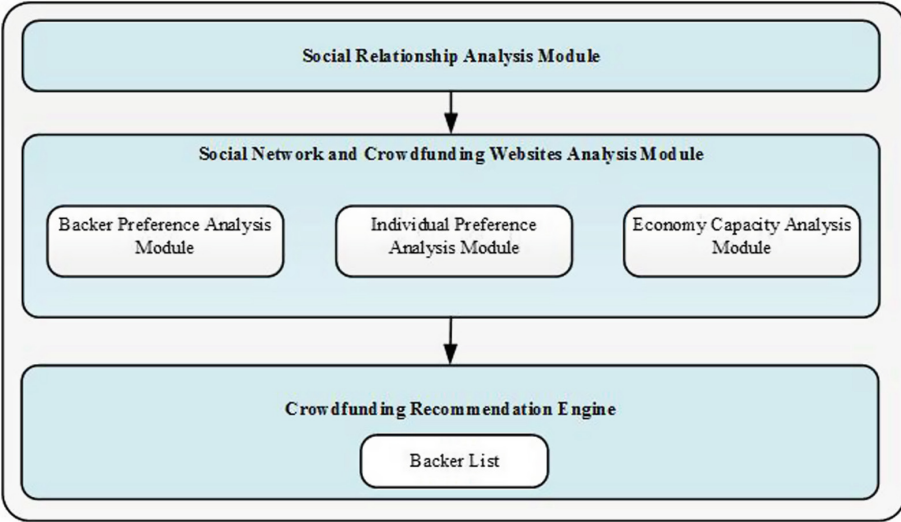 Social Relationship Analysis Module
Social Network and Crowdfunding Websites Analysis Module
Backer Preference Analysis
Module
Individual Preference
Analysis Module
Economy Capacity Analysis
Module
Crowdfunding Recommendation Engine
Backer List